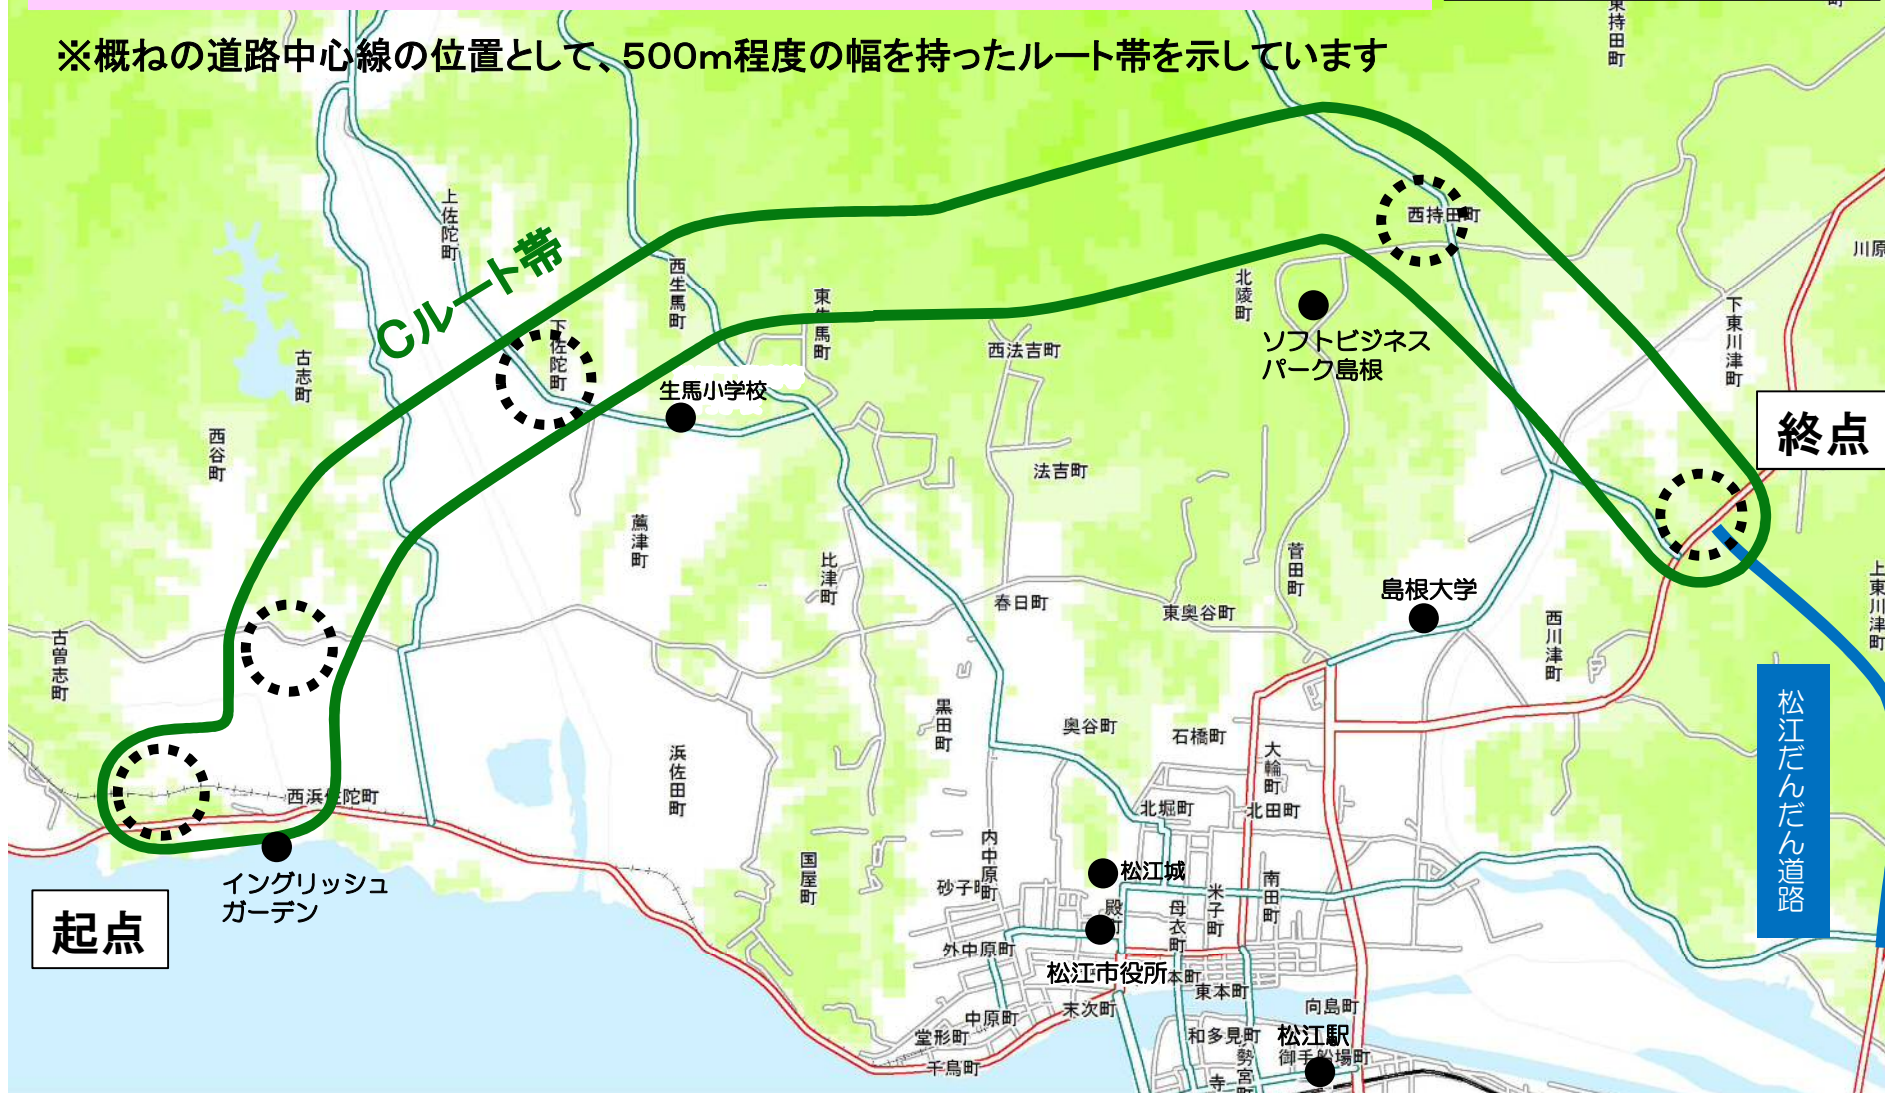 東持田町
町
※概ねの道路中心線の位置として、500m程度の幅を持ったルート帯を示しています
上佐陀町
西持田町
川原
Cルート帯
西生馬町
東生馬町
北陵町
下東川津町
下佐陀町
古志町
西法吉町
ソフトビジネス
パーク島根
生馬小学校
終点
西谷町
法吉町
薦津町
比津町
菅田町
島根大学
上東川津町
春日町
東奥谷町
西川津町
古曽志町
松江だんだん道路
黒田町
奥谷町
石橋町
大輪町
浜佐田町
西浜佐陀町
北堀町
北田町
イングリッシュ
ガーデン
国屋町
内中原町
砂子町
松江城
米子町
南田町
殿町
母衣町
起点
外中原町
松江市役所
本町
東本町
末次町
向島町
中原町
堂形町
和多見町
松江駅
御手船場町
千鳥町
勢宮町
寺